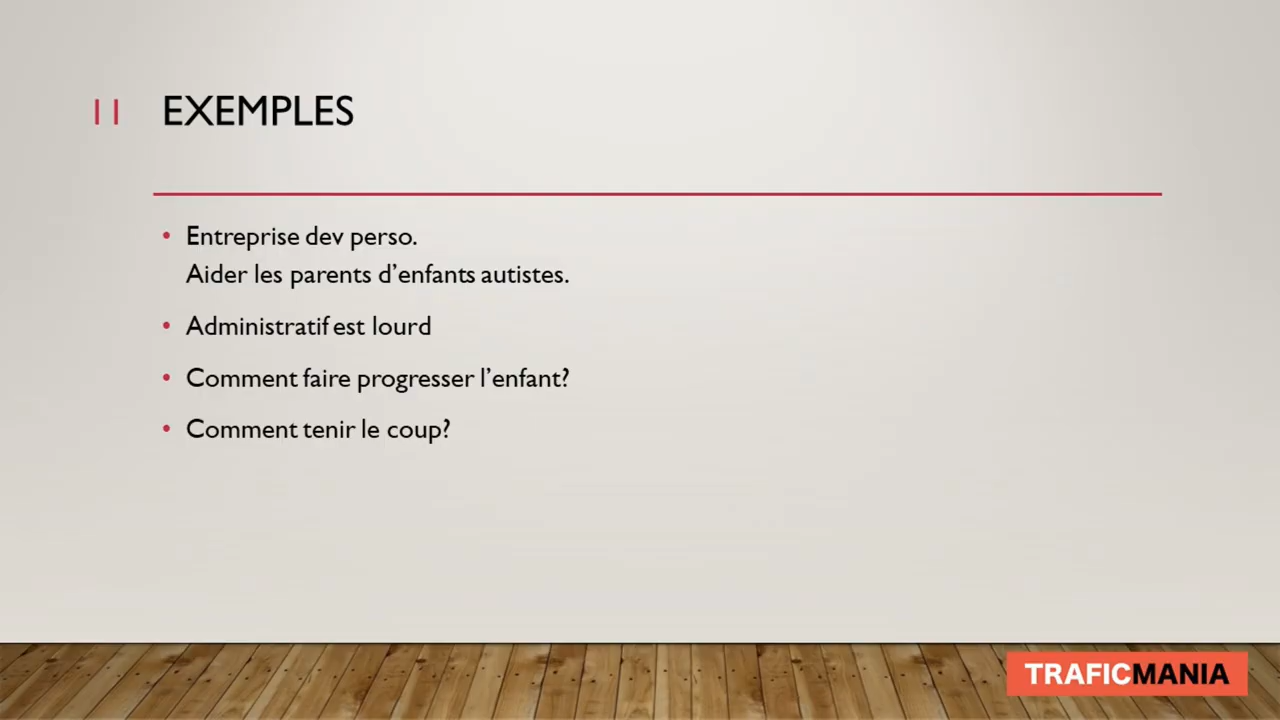 11 EXEMPLES
• Entreprise dev perso.
Aider les parents d’enfants autistes.
• Administratif est lourd
• Comment faire progresser l’enfant?
• Comment tenir le coup?
TRAFICMANIA